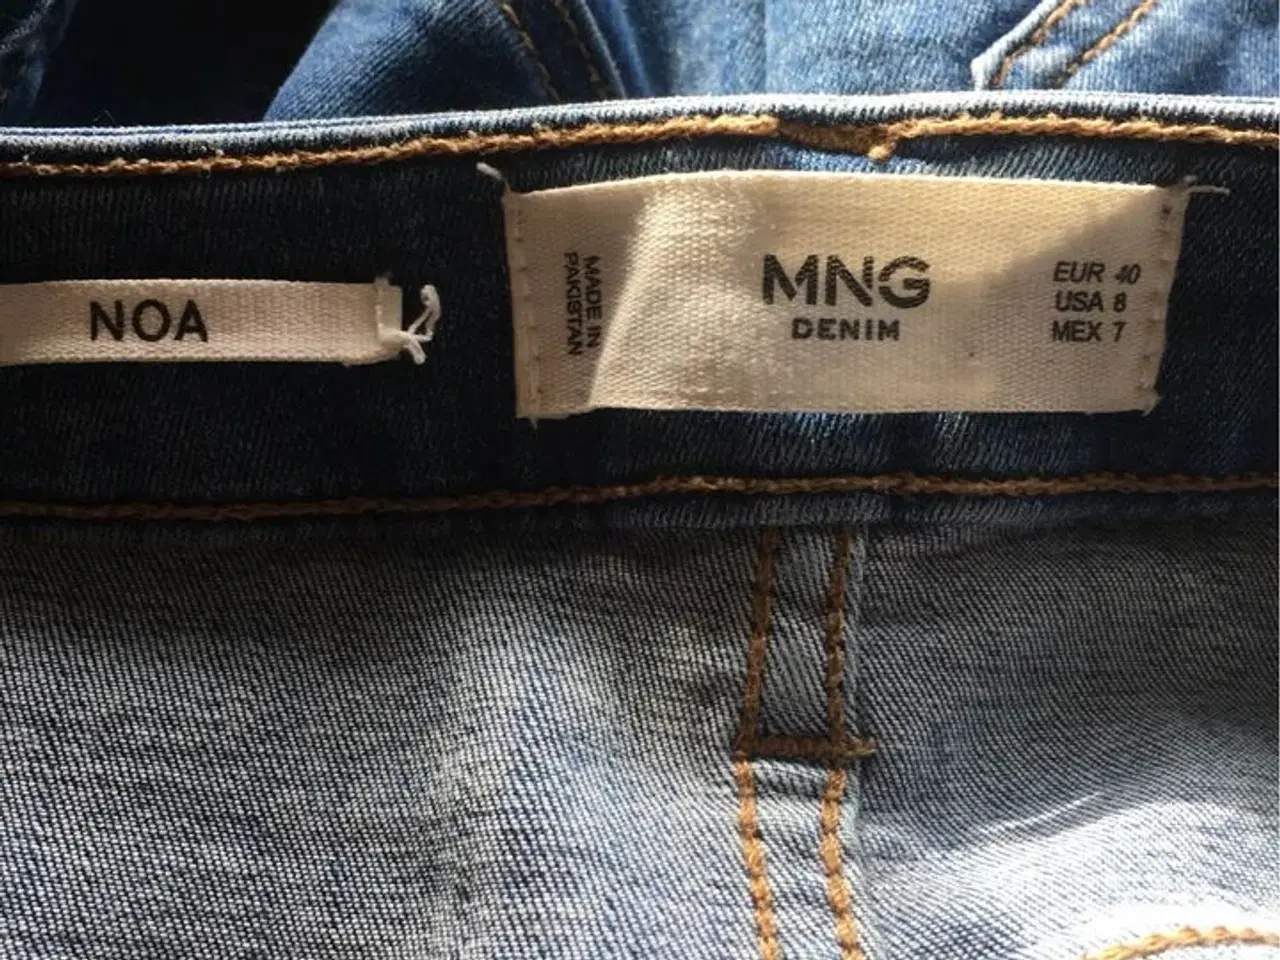 NOA
MADE IN
PAKISTAN
MNG
DENIM
EUR 40
USA 8
MEX 7